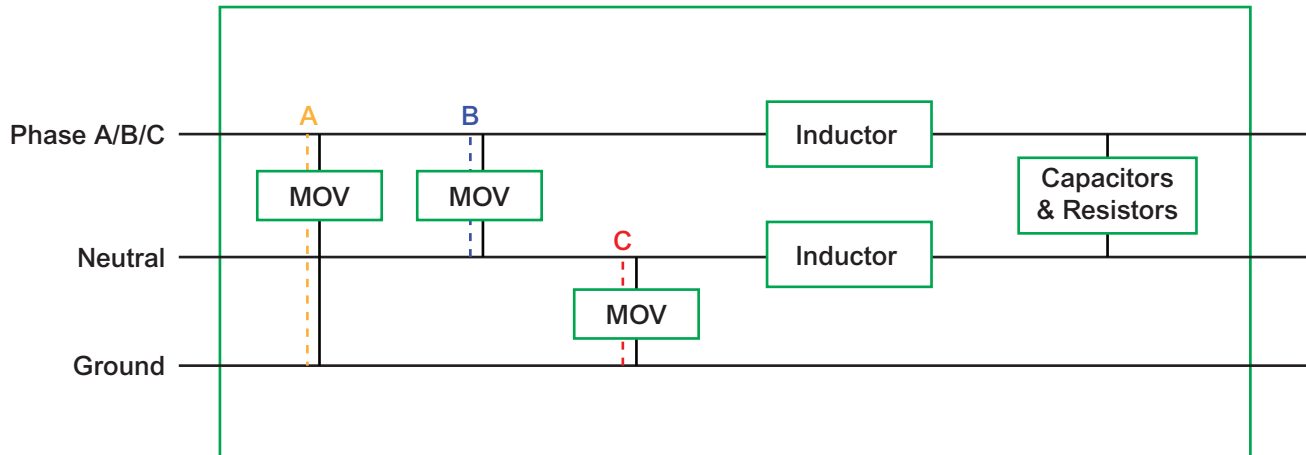 A
B
Phase A/B/C
Inductor
MOV
MOV
Capacitors
& Resistors
C
Neutral
Inductor
MOV
Ground